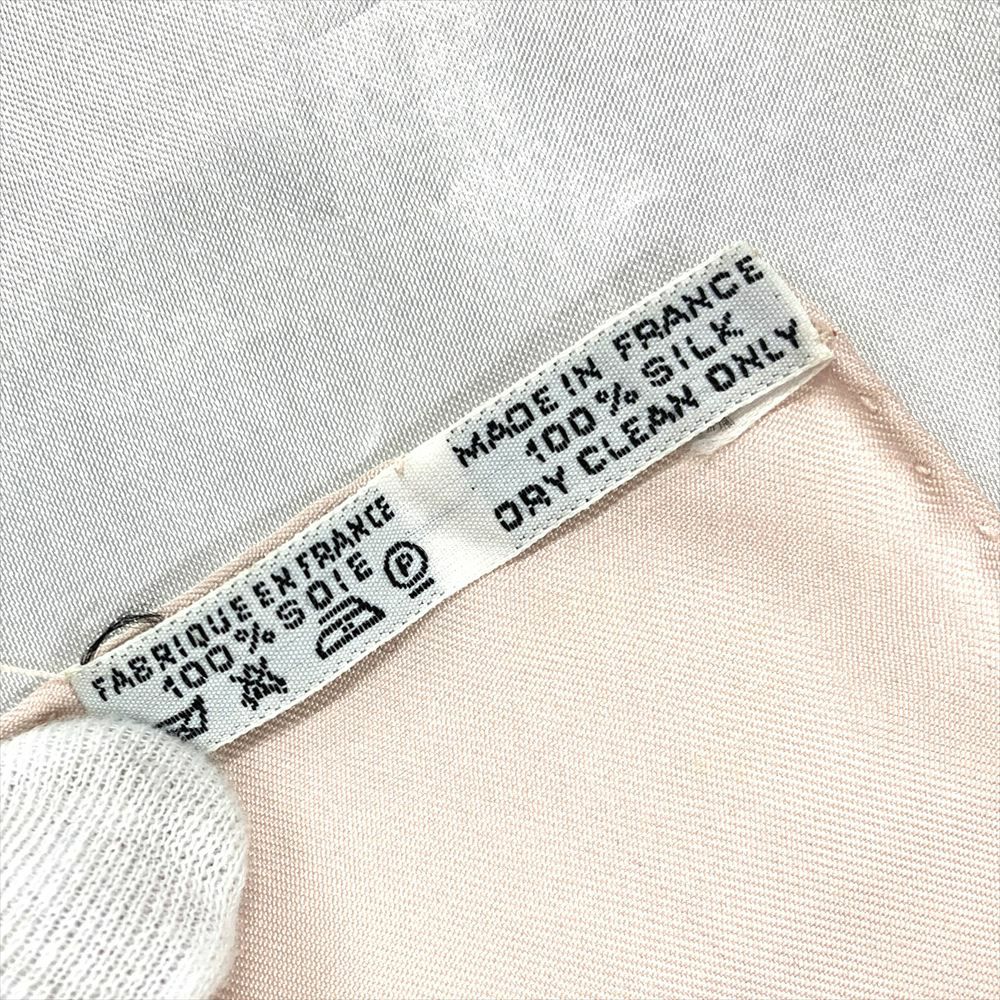 FABRIQUE EN FRANCE
100% SOIE
P
MADE IN FRANCE
100% SILK
DRY CLEAN ONLY